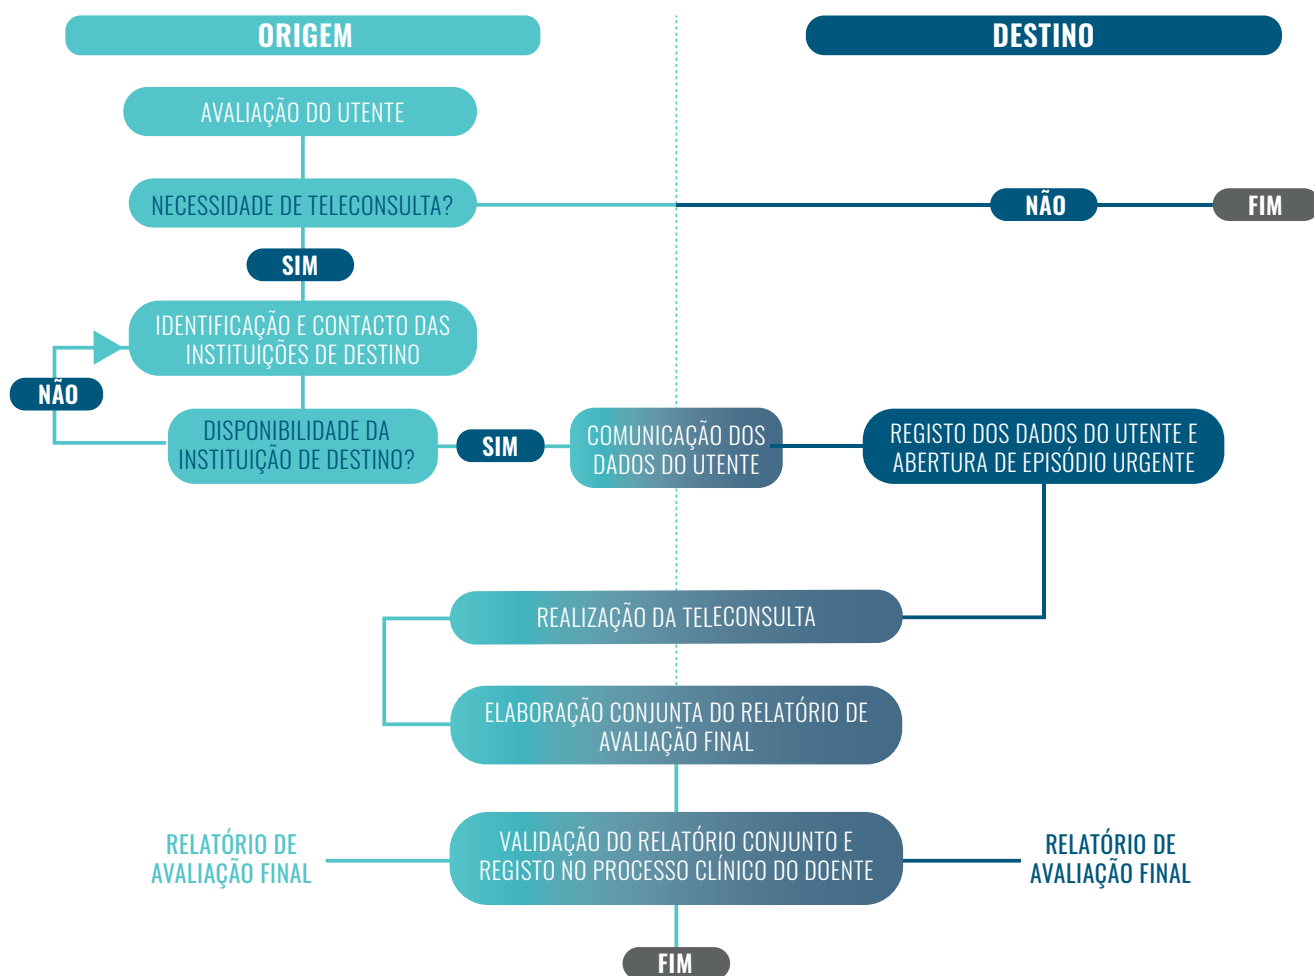 ORIGEM
DESTINO
AVALIAÇÃO DO UTENTE
NECESSIDADE DE TELECONSULTA?
NÃO
FIM
SIM
IDENTIFICAÇÃO E CONTACTO DAS
INSTITUIÇÕES DE DESTINO
NÃO
DISPONIBILIDADE DA
INSTITUIÇÃO DE DESTINO?
SIM
COMUNICAÇÃO DOS
DADOS DO UTENTE
REGISTO DOS DADOS DO UTENTE E
ABERTURA DE EPISÓDIO URGENTE
REALIZAÇÃO DA TELECONSULTA
ELABORAÇÃO CONJUNTA DO RELATÓRIO DE
AVALIAÇÃO FINAL
RELATÓRIO DE
AVALIAÇÃO FINAL
VALIDAÇÃO DO RELATÓRIO CONJUNTO E
REGISTO NO PROCESSO CLÍNICO DO DOENTE
RELATÓRIO DE
AVALIAÇÃO FINAL
FIM